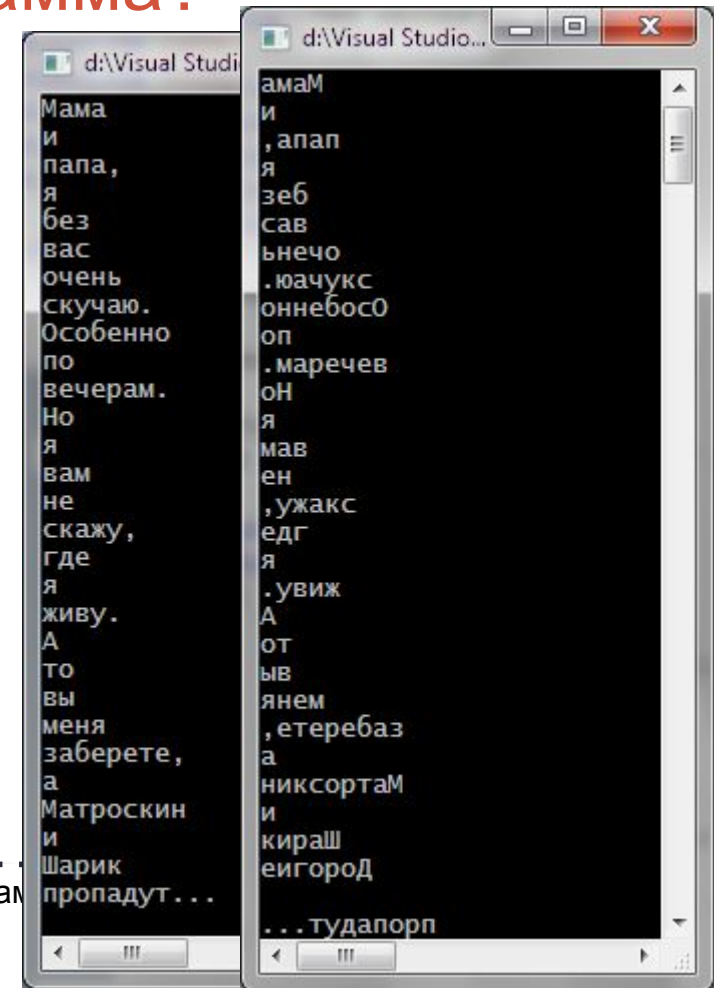 амма?
d:\Visual Studi
Мама
и
папа,
я
без
вас
очень
скучаю.
Особенно
по
вечерам.
Но
я
вам
не
скажу,
где
я
живу.
А
то
вы
меня
заберете,
а
Матроскин
и
Шарик
пропадут...
d:\Visual Studio...
амаМ
и
,апап
я
зеб
сав
ьнечо
.юачукс
оннебосО
оп
.маречев
оН
я
мав
ен
,ужакс
едг
я
.увиж
А
от
ыв
янем
,етеребаз
а
никсортаМ
и
кираШ
еигороД
...тудапорп